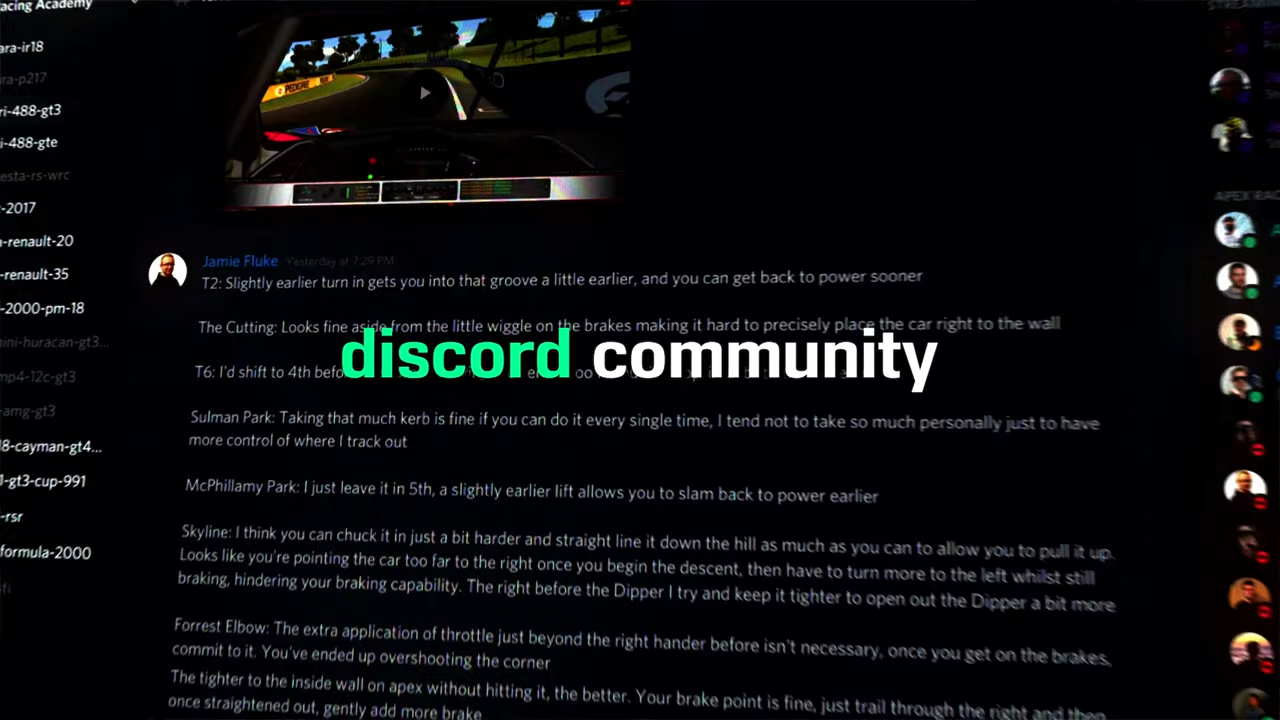 acing Academy
ara-ir18
ara-p217
ri-488-gt3
ri-488-gte
esta-rs-wrc
-2017
-renault-20
-renault-35
-2000-pm-18
ini-huracan-gt3...
mp4-12c-gt3
-amg-gt3
8-cayman-gt4...
1-gt3-cup-991
-rsr
formula-2000
PEDIGREE
Jamie Fluke Yesterday at 7:29 PM
T2: Slightly earlier turn in gets you into that groove a little earlier, and you can get back to power sooner
The Cutting: Looks fine aside from the little wiggle on the brakes making it hard to precisely place the car right to the wall
discord community
T6: I'd shift to 4th befo
Sulman Park: Taking that much kerb is fine if you can do it every single time, I tend not to take so much personally just to have
more control of where I track out
McPhillamy Park: I just leave it in 5th, a slightly earlier lift allows you to slam back to power earlier
Skyline: I think you can chuck it in just a bit harder and straight line it down the hill as much as you can to allow you to pull it up.
Looks like you're pointing the car too far to the right once you begin the descent, then have to turn more to the left whilst still
braking, hindering your braking capability. The right before the Dipper I try and keep it tighter to open out the Dipper a bit more
Forrest Elbow: The extra application of throttle just beyond the right hander before isn't necessary, once you get on the brakes,
commit to it. You've ended up overshooting the corner
The tighter to the inside wall on apex without hitting it, the better. Your brake point is fine, just trail through the right and then
once straightened out, gently add more brake
STREAMIN
APEX RAC